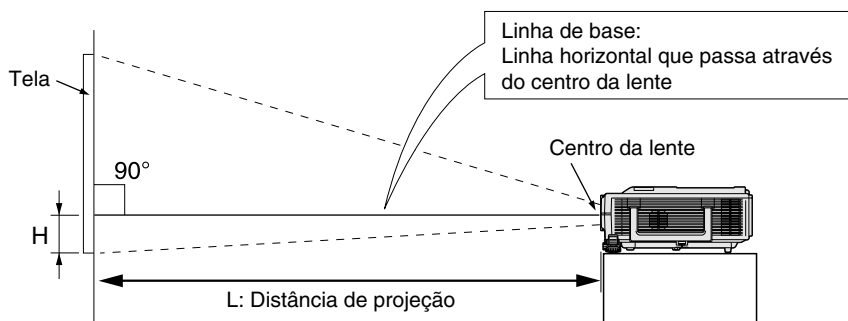 Linha de base:
Linha horizontal que passa através
do centro da lente
Tela
Centro da lente
90°
H
L: Distância de projeção